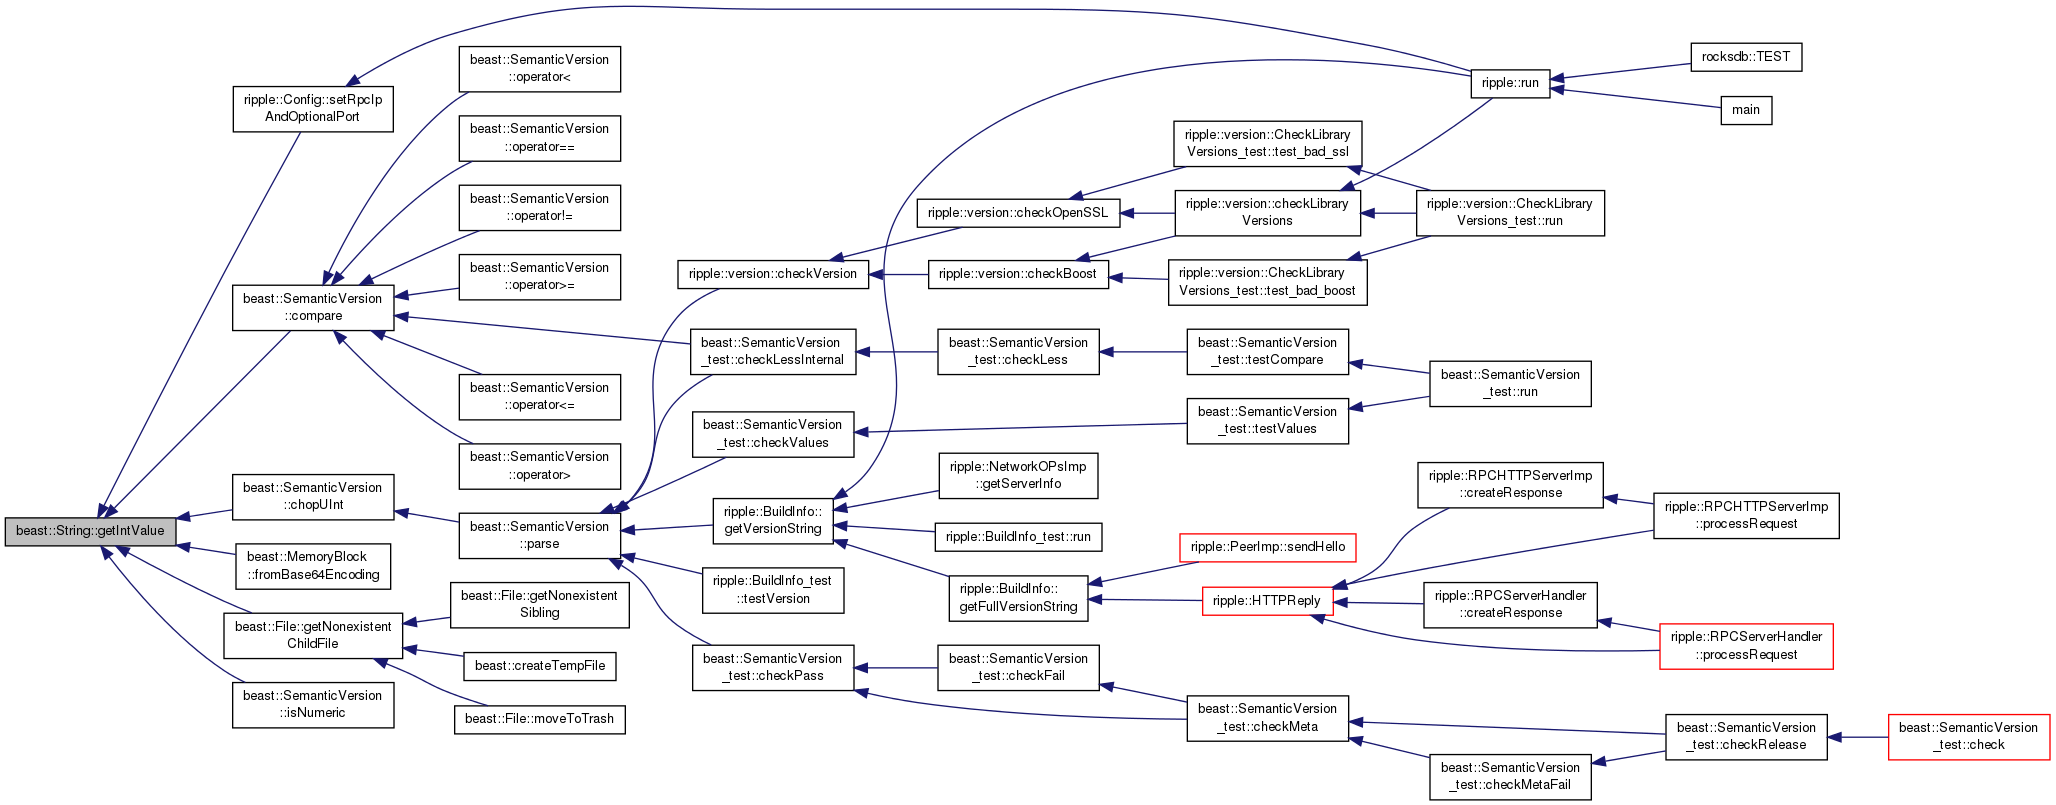 beast::String::getIntValue
ripple::Config::setRpcIp
AndOptionalPort
beast::SemanticVersion
::compare
beast::SemanticVersion
::chopUInt
beast::MemoryBlock
::fromBase64Encoding
beast::File::getNonexistent
ChildFile
beast::SemanticVersion
::isNumeric
beast::SemanticVersion
::operator<
beast::SemanticVersion
::operator==
beast::SemanticVersion
::operator!=
beast::SemanticVersion
::operator>=
beast::SemanticVersion
::operator<=
beast::SemanticVersion
::operator>
beast::SemanticVersion
::parse
beast::File::getNonexistent
Sibling
beast::createTempFile
beast::File::moveToTrash
ripple::version::checkVersion
beast::SemanticVersion
_test::checkLessInternal
beast::SemanticVersion
_test::checkValues
ripple::BuildInfo::
getVersionString
ripple::BuildInfo_test
::testVersion
beast::SemanticVersion
_test::checkPass
ripple::version::checkOpenSSL
ripple::version::checkBoost
beast::SemanticVersion
_test::checkLess
ripple::NetworkOPsImp
::getServerInfo
ripple::BuildInfo_test::run
ripple::BuildInfo::
getFullVersionString
beast::SemanticVersion
_test::checkFail
ripple::version::CheckLibrary
Versions_test::test_bad_ssl
ripple::version::checkLibrary
Versions
ripple::version::CheckLibrary
Versions_test::test_bad_boost
beast::SemanticVersion
_test::testCompare
beast::SemanticVersion
_test::testValues
ripple::PeerImp::sendHello
ripple::HTTPReply
beast::SemanticVersion
_test::checkMeta
ripple::run
ripple::version::CheckLibrary
Versions_test::run
beast::SemanticVersion
_test::run
ripple::RPCHTTPServerImp
::createResponse
ripple::RPCServerHandler
::createResponse
beast::SemanticVersion
_test::checkMetaFail
rocksdb::TEST
main
ripple::RPCHTTPServerImp
::processRequest
ripple::RPCServerHandler
::processRequest
beast::SemanticVersion
_test::checkRelease
beast::SemanticVersion
_test::check